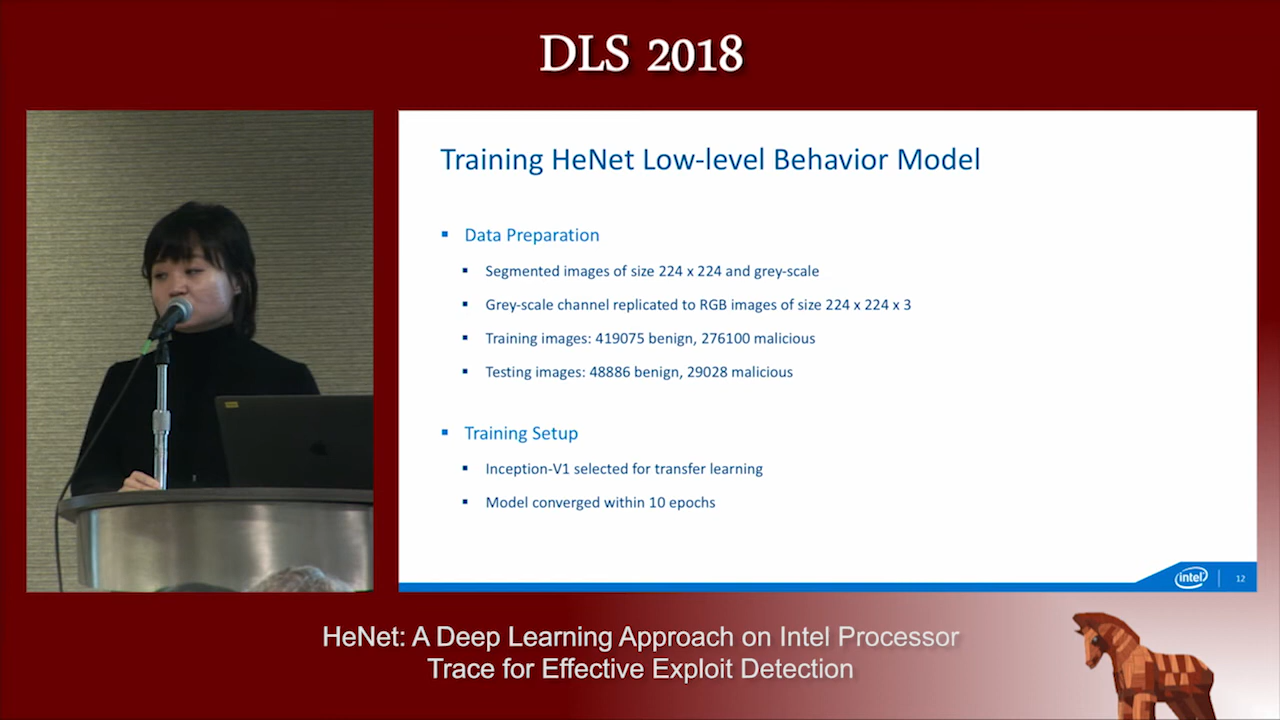 DLS 2018
Training HeNet Low-level Behavior Model
▪ Data Preparation
▪ Segmented images of size 224 x 224 and grey-scale
▪ Grey-scale channel replicated to RGB images of size 224 x 224 x 3
▪ Training images: 419075 benign, 276100 malicious
▪ Testing images: 48886 benign, 29028 malicious
▪ Training Setup
▪ Inception-V1 selected for transfer learning
▪ Model converged within 10 epochs
intel
12
HeNet: A Deep Learning Approach on Intel Processor
Trace for Effective Exploit Detection